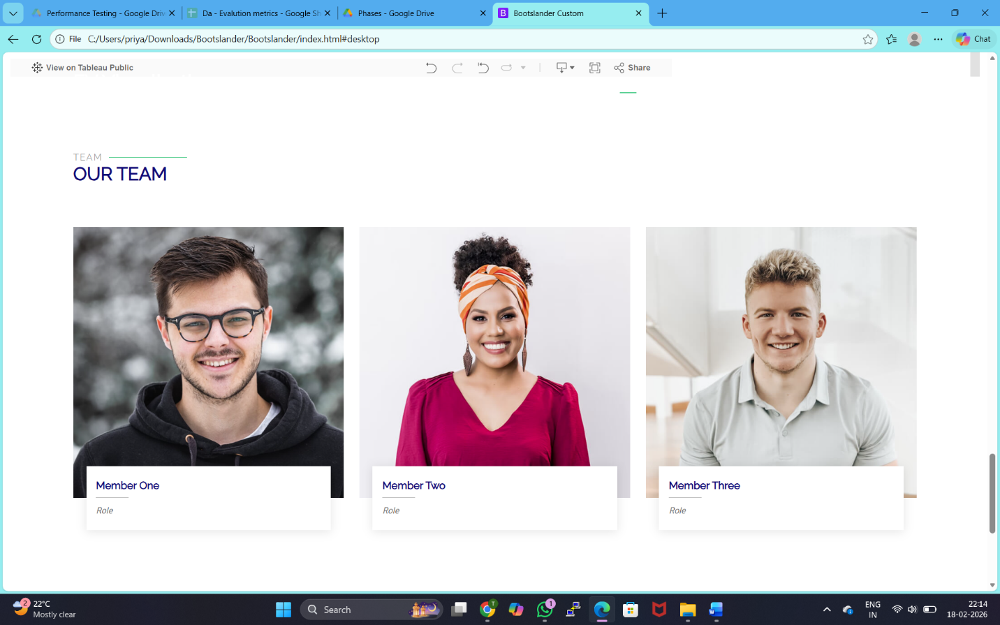 Performance Testing - Google Driv
Da - Evalution metrics - Google Sh
Phases - Google Drive
B Bootslander Custom
File C:/Users/priya/Downloads/Bootslander/Bootslander/index.html#desktop
Chat
View on Tableau Public
Share
TEAM
OUR TEAM
Member One
Role
Member Two
Role
Member Three
Role
2
22°C
Mostly clear
Search
T
1
W
ENG
IN
22:14
18-02-2026